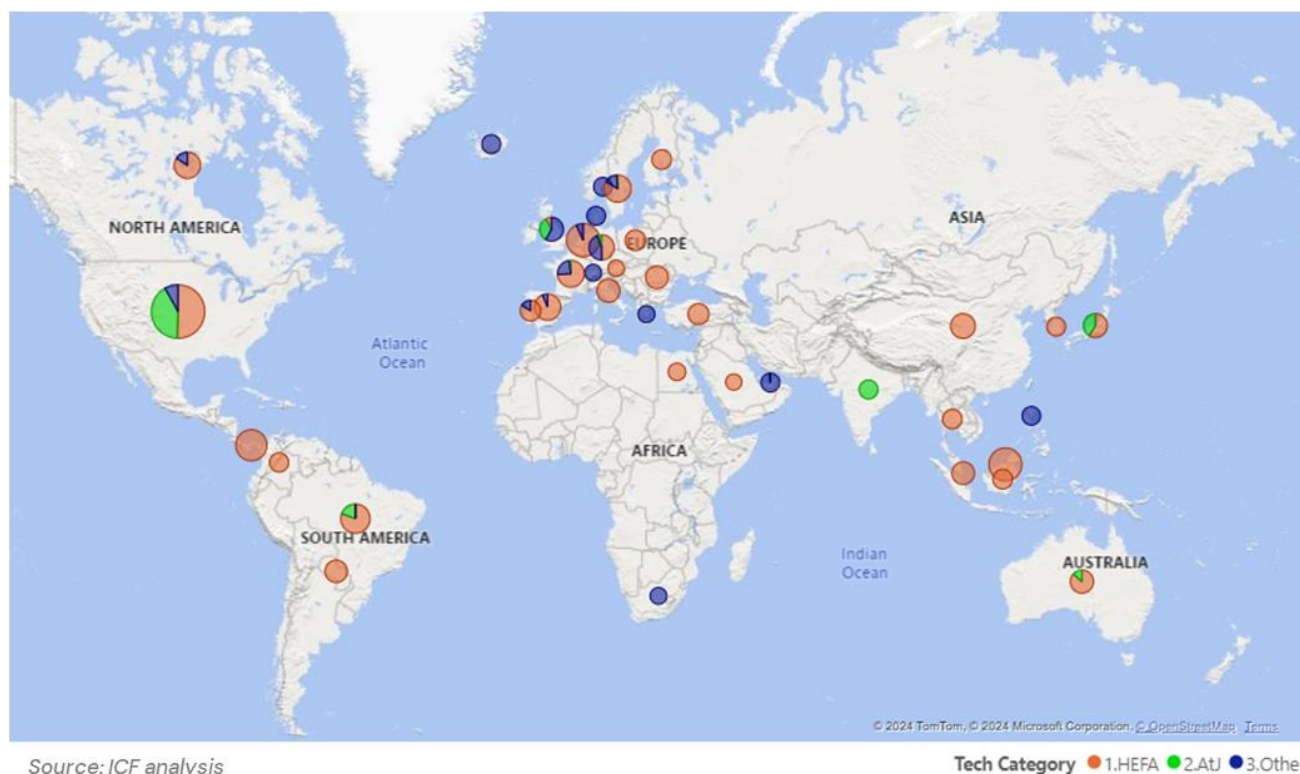 NORTH AMERICA
EUROPE
ASIA
Atlantic
Ocean
AFRICA
SOUTH AMERICA
Indian
Ocean
AUSTRALIA
© 2024 TomTom, © 2024 Microsoft Corporation, © OpenStreetMap Terms
Source: ICF analysis
Tech Category 1.HEFA 2.AtJ 3.Othe